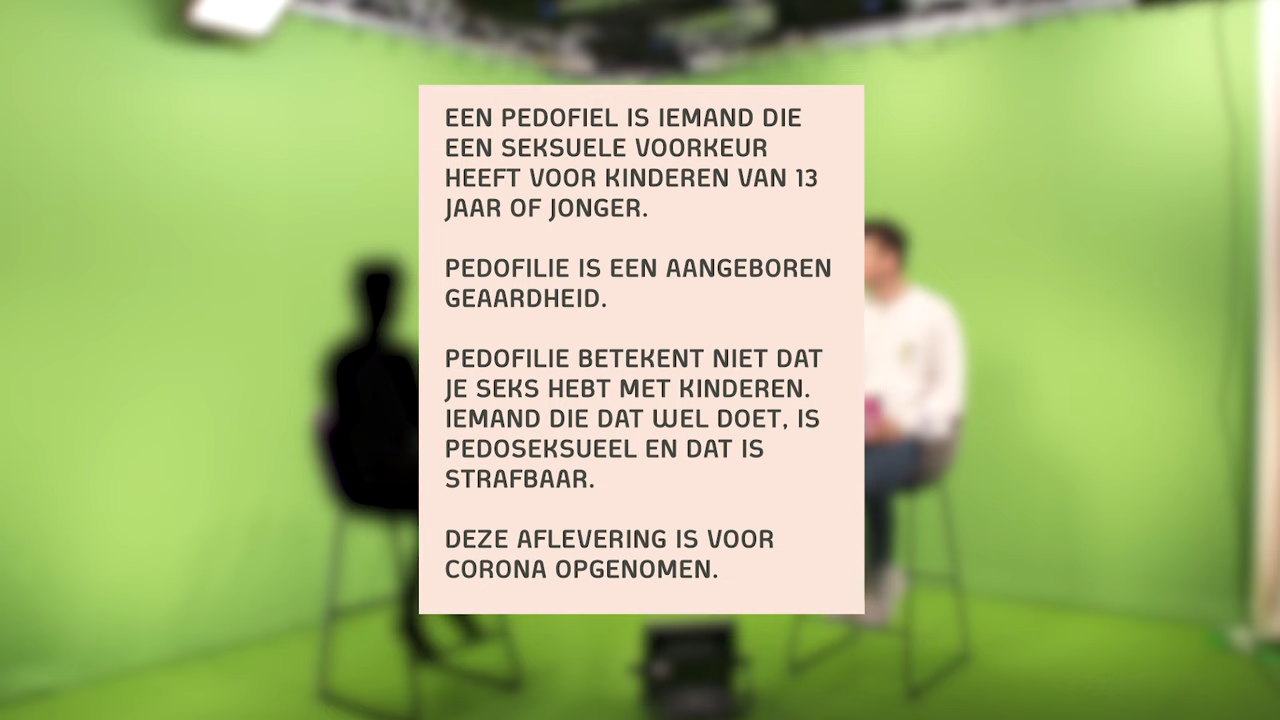 EEN PEDOFIEL IS IEMAND DIE
EEN SEKSUELE VOORKEUR
HEEFT VOOR KINDEREN VAN 13
JAAR OF JONGER.
PEDOFILIE IS EEN AANGEBOREN
GEAARDHEID.
PEDOFILIE BETEKENT NIET DAT
JE SEKS HEBT MET KINDEREN.
IEMAND DIE DAT WEL DOET, IS
PEDOSEKSUEEL EN DAT IS
STRAFBAAR.
DEZE AFLEVERING IS VOOR
CORONA OPGENOMEN.